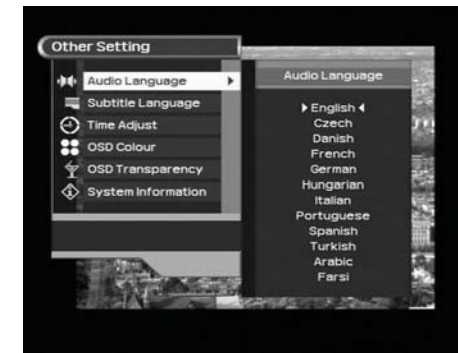 Other Setting
Audio Language
Subtitle Language
Time Adjust
OSD Colour
OSD Transparency
System Information
Audio Language
English
Czech
Danish
French
German
Hungarian
Italian
Portuguese
Spanish
Turkish
Arabic
Farsi